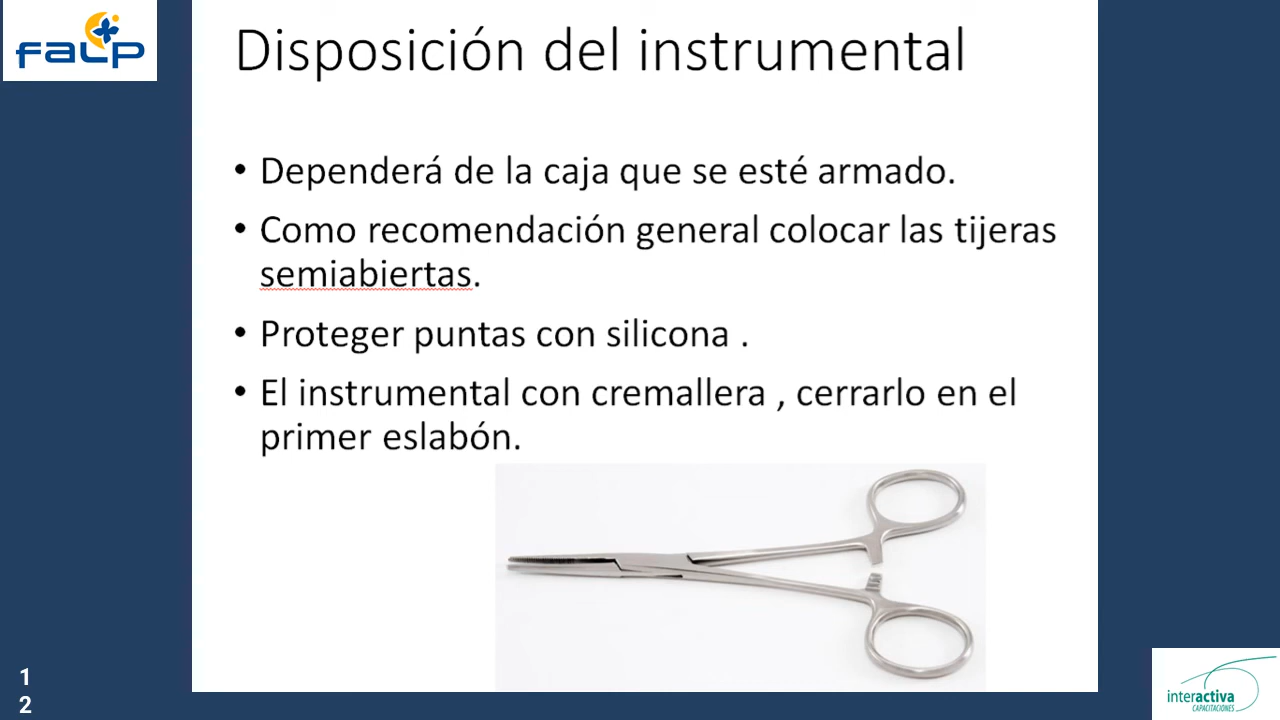 falp
Disposición del instrumental
• Dependerá de la caja que se esté armado.
• Como recomendación general colocar las tijeras
semiabiertas.
• Proteger puntas con silicona .
• El instrumental con cremallera , cerrarlo en el
primer eslabón.
1
2
interactiva
CAPACITACIONES